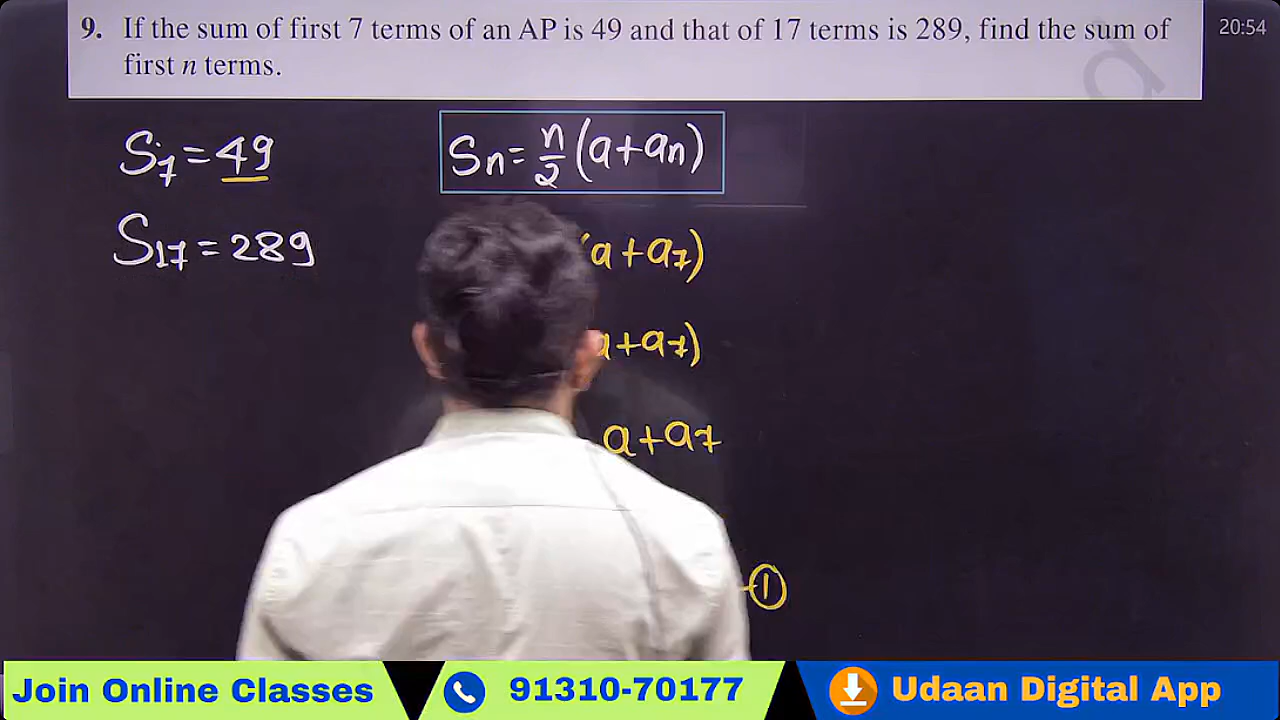 9. If the sum of first 7 terms of an AP is 49 and that of 17 terms is 289, find the sum of
first n terms.
20:54
S₇ = 49
Sn = n/2 (a + an)
S₁₇ = 289
(a + a₇)
a + a₇)
a + a₇
①
Join Online Classes
91310-70177
Udaan Digital App